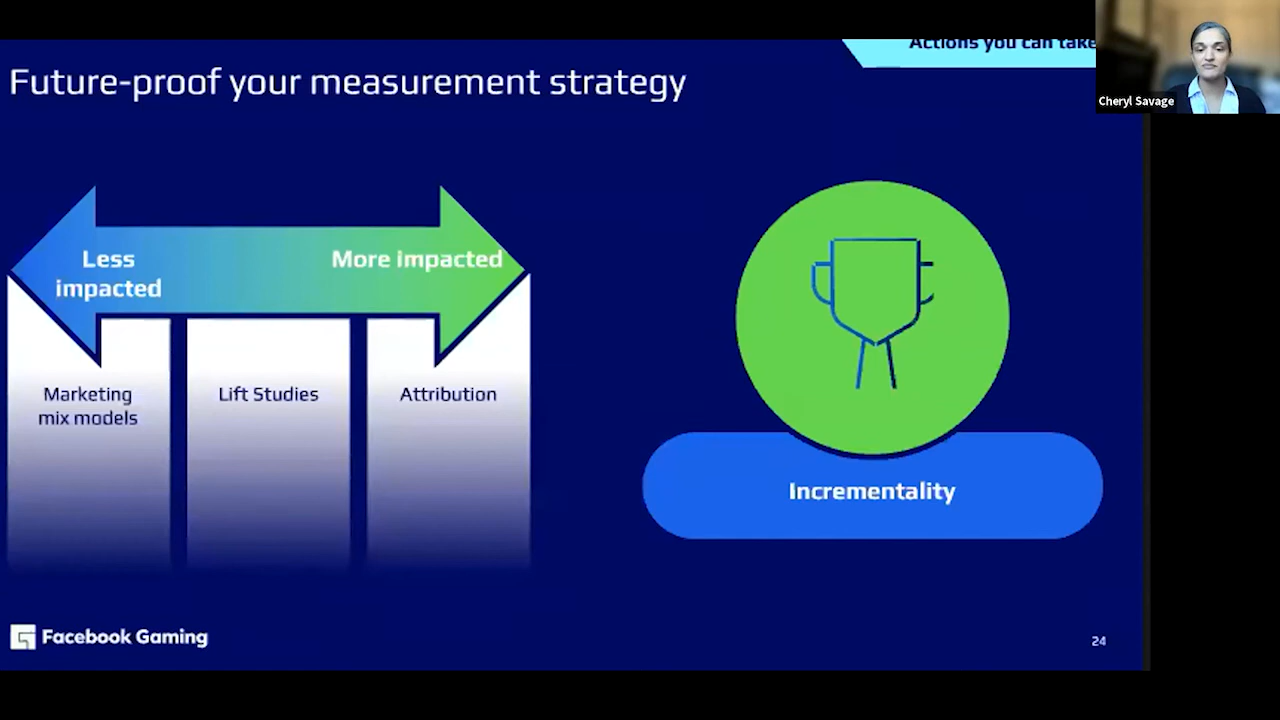 Actions you can take
Future-proof your measurement strategy
Cheryl Savage
Less
impacted
More impacted
Marketing
mix models
Lift Studies
Attribution
Incrementality
Facebook Gaming
24